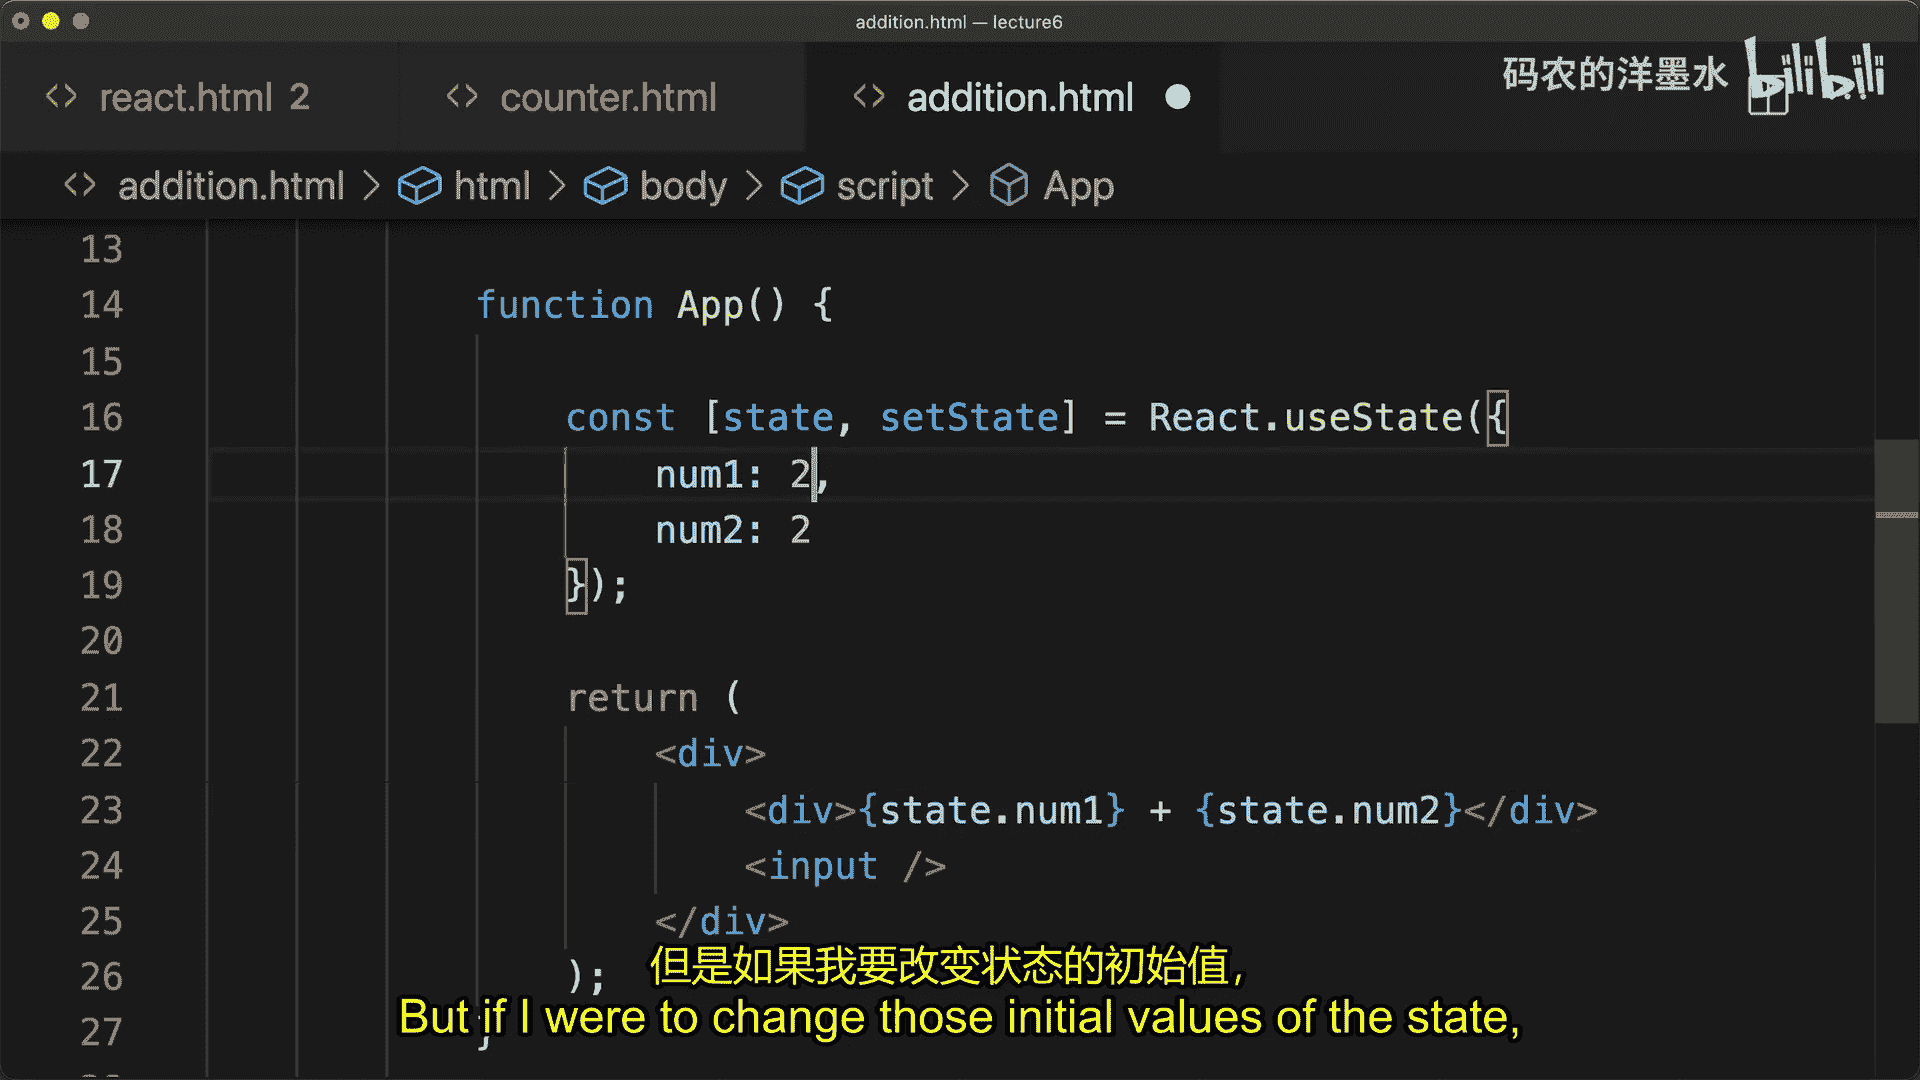 addition.html — lecture6
react.html 2
counter.html
addition.html
码农的洋墨水 bilibili
addition.html > html > body > script > App
13
14 function App() {
15
16 const [state, setState] = React.useState({
17 num1: 2,
18 num2: 2
19 });
20
21 return (
22 <div>
23 <div>{state.num1} + {state.num2}</div>
24 <input />
25 </div>
26 );
27 }
但是如果我要改变状态的初始值，
But if I were to change those initial values of the state,